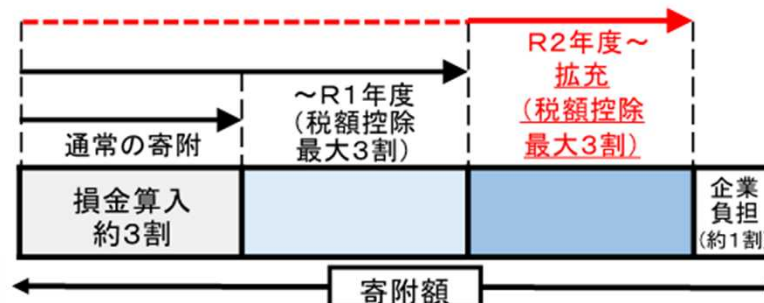 R2年度～
拡充
(税額控除
最大3割)
～R1年度
(税額控除
最大3割)
通常の寄附
損金算入
約3割
企業
負担
(約1割)
寄附額